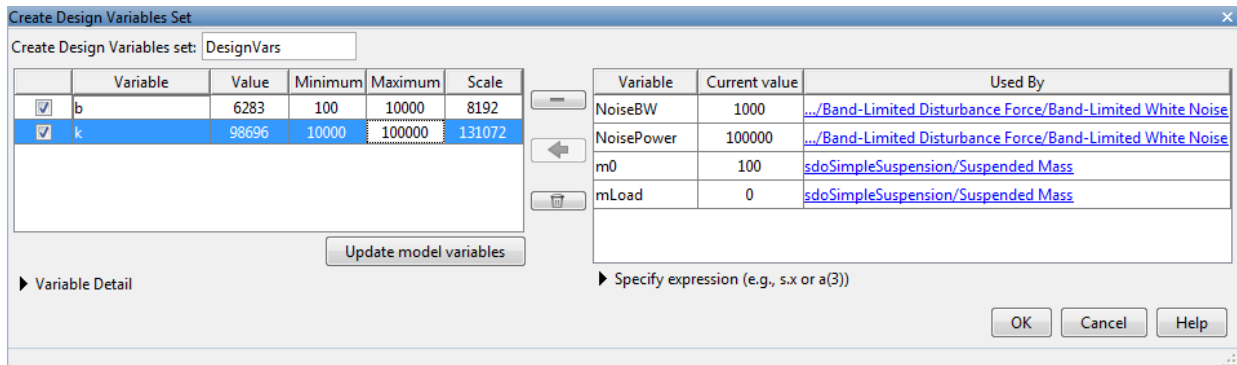 Create Design Variables Set
Create Design Variables set: DesignVars
Variable Value Minimum Maximum Scale
b 6283 100 10000 8192
k 98696 10000 100000 131072
Update model variables
Variable Detail
Variable Current value Used By
NoiseBW 1000 .../Band-Limited Disturbance Force/Band-Limited White Noise
NoisePower 100000 .../Band-Limited Disturbance Force/Band-Limited White Noise
m0 100 sdoSimpleSuspension/Suspended Mass
mLoad 0 sdoSimpleSuspension/Suspended Mass
Specify expression (e.g., s.x or a(3))
OK Cancel Help